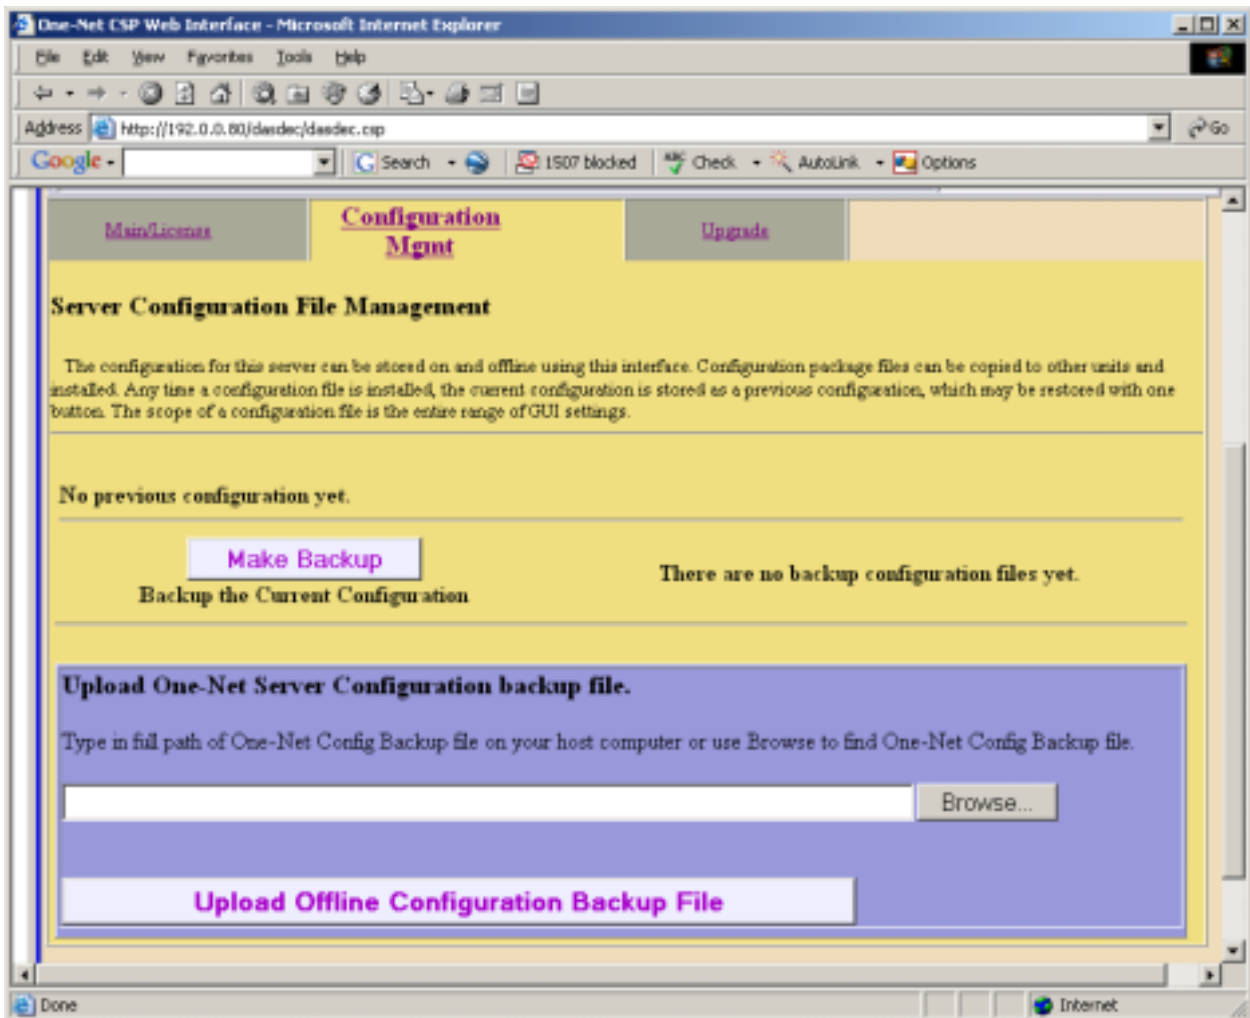 One-Net CSP Web Interface - Microsoft Internet Explorer
File Edit View Favorites Tools Help
Address http://192.0.0.80/dasdec/dasdec.csp Go
Google Search 1507 blocked Check AutoLink Options
Main/License
Configuration
Mgmt
Upgrade
Server Configuration File Management
The configuration for this server can be stored on and offline using this interface. Configuration package files can be copied to other units and
installed. Any time a configuration file is installed, the current configuration is stored as a previous configuration, which may be restored with one
button. The scope of a configuration file is the entire range of GUI settings.
No previous configuration yet.
Make Backup
Backup the Current Configuration
There are no backup configuration files yet.
Upload One-Net Server Configuration backup file.
Type in full path of One-Net Config Backup file on your host computer or use Browse to find One-Net Config Backup file.
Browse...
Upload Offline Configuration Backup File
Done Internet